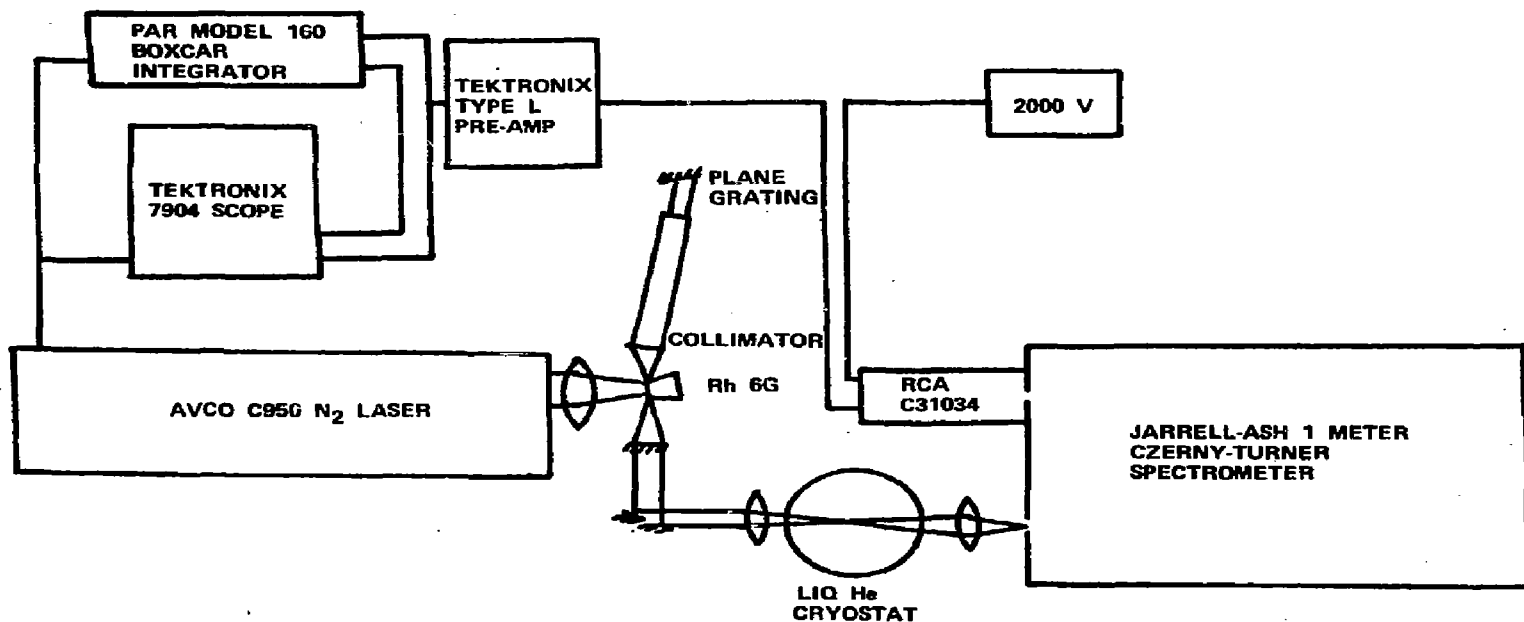 PAR MODEL 160
BOXCAR
INTEGRATOR
TEKTRONIX
TYPE L
PRE-AMP
2000 V
TEKTRONIX
7904 SCOPE
PLANE
GRATING
COLLIMATOR
Rh 6G
AVCO C950 N2 LASER
RCA
C31034
JARRELL-ASH 1 METER
CZERNY-TURNER
SPECTROMETER
LIQ He
CRYOSTAT